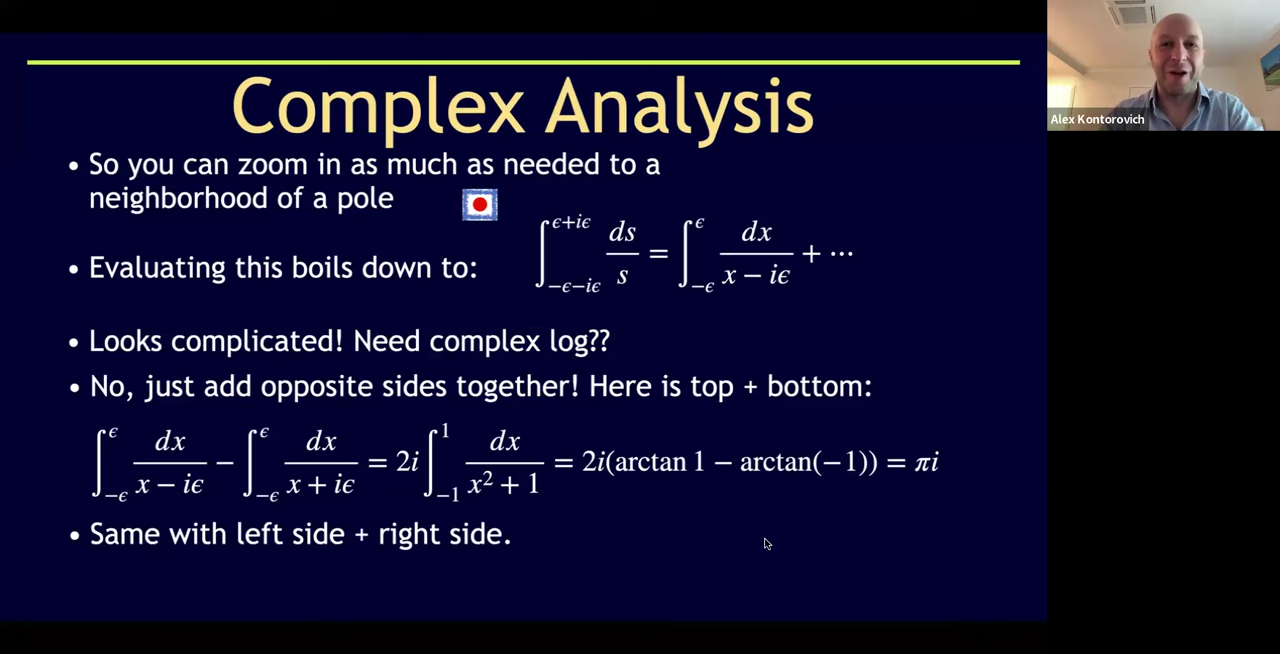 Complex Analysis
• So you can zoom in as much as needed to a
neighborhood of a pole
• Evaluating this boils down to: ∫_{−ϵ−iϵ}^{ϵ+iϵ} ds/s = ∫_{−ϵ}^{ϵ} dx/(x − iϵ) + ⋯
• Looks complicated! Need complex log??
• No, just add opposite sides together! Here is top + bottom:
∫_{−ϵ}^{ϵ} dx/(x − iϵ) − ∫_{−ϵ}^{ϵ} dx/(x + iϵ) = 2i ∫_{−1}^{1} dx/(x² + 1) = 2i(arctan 1 − arctan(−1)) = πi
• Same with left side + right side.
Alex Kontorovich